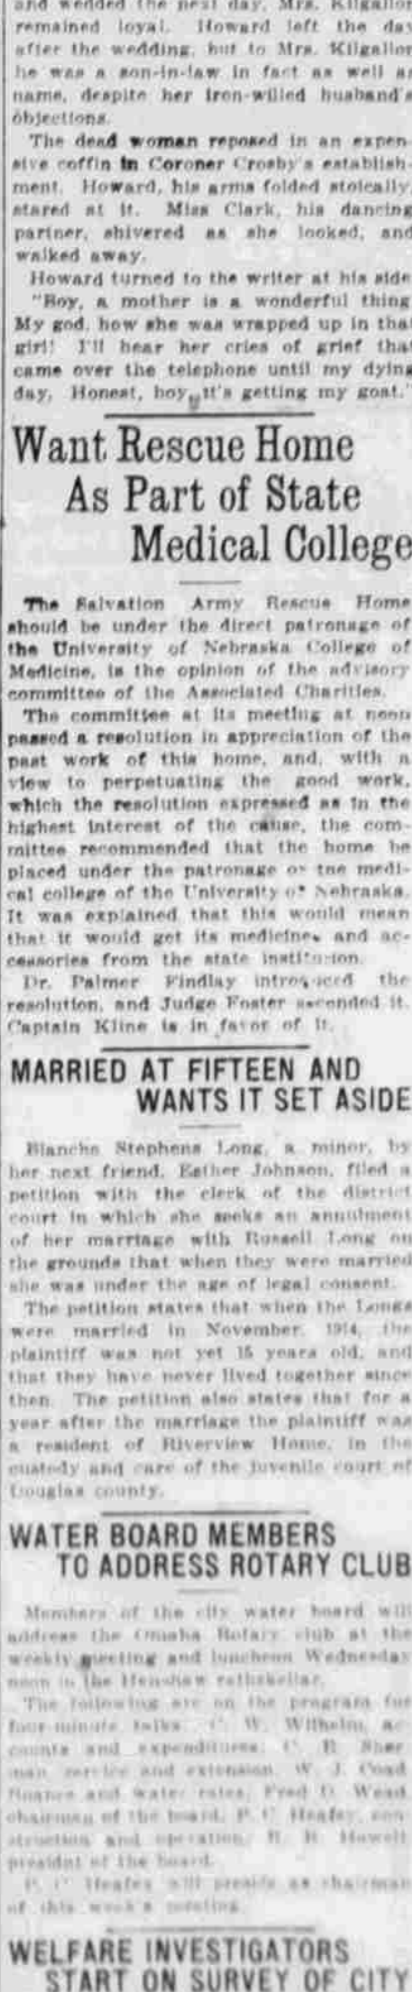 and wedded the next day, Mrs. Kilgallon
remained loyal. Howard left the day
after the wedding, but to Mrs. Kilgallon
he was a son-in-law in fact as well as
name, despite her iron-willed husband's
objections.
The dead woman reposed in an expen-
sive coffin in Coroner Crosby's establish-
ment. Howard, his arms folded stoically,
stared at it. Miss Clark, his dancing
partner, shivered as she looked, and
walked away.
Howard turned to the writer at his side
"Boy, a mother is a wonderful thing
My god, how she was wrapped up in that
girl! I'll hear her cries of grief that
came over the telephone until my dying
day. Honest, boy, it's getting my goat."
Want Rescue Home
As Part of State
Medical College
The Salvation Army Rescue Home
should be under the direct patronage of
the University of Nebraska College of
Medicine, is the opinion of the advisory
committee of the Associated Charities.
The committee at its meeting at noon
passed a resolution in appreciation of the
past work of this home, and, with a
view to perpetuating the good work,
which the resolution expressed as in the
highest interest of the cause, the com-
mittee recommended that the home be
placed under the patronage of the medi-
cal college of the University of Nebraska.
It was explained that this would mean
that it would get its medicines and ac-
cessories from the state institution.
Dr. Palmer Findlay introduced the
resolution, and Judge Foster seconded it.
Captain Kline is in favor of it.
MARRIED AT FIFTEEN AND
WANTS IT SET ASIDE
Blanche Stephens Long, a minor, by
her next friend, Esther Johnson, filed a
petition with the clerk of the district
court in which she seeks an annulment
of her marriage with Russell Long on
the grounds that when they were married
she was under the age of legal consent.
The petition states that when the Longs
were married in November, 1914, the
plaintiff was not yet 15 years old, and
that they have never lived together since
then. The petition also states that for a
year after the marriage the plaintiff was
a resident of Riverview Home, in the
custody and care of the juvenile court of
Douglas county.
WATER BOARD MEMBERS
TO ADDRESS ROTARY CLUB
Members of the city water board will
address the Omaha Rotary club at the
weekly meeting and luncheon Wednesday
noon in the Henshaw rathskellar.
The following are on the program for
four-minute talks: C. W. Wilhelm, ac-
counts and expenditures; C. R. Sher
man service and extension, W. J. Coad
finance and water rates; Fred D. Wead
chairman of the board, P. C. Heafey, con-
struction and operation, R. B. Howell
presidnt of the board.
P. C. Heafey will preside as chairman
of this week's meeting.
WELFARE INVESTIGATORS
START ON SURVEY OF CITY